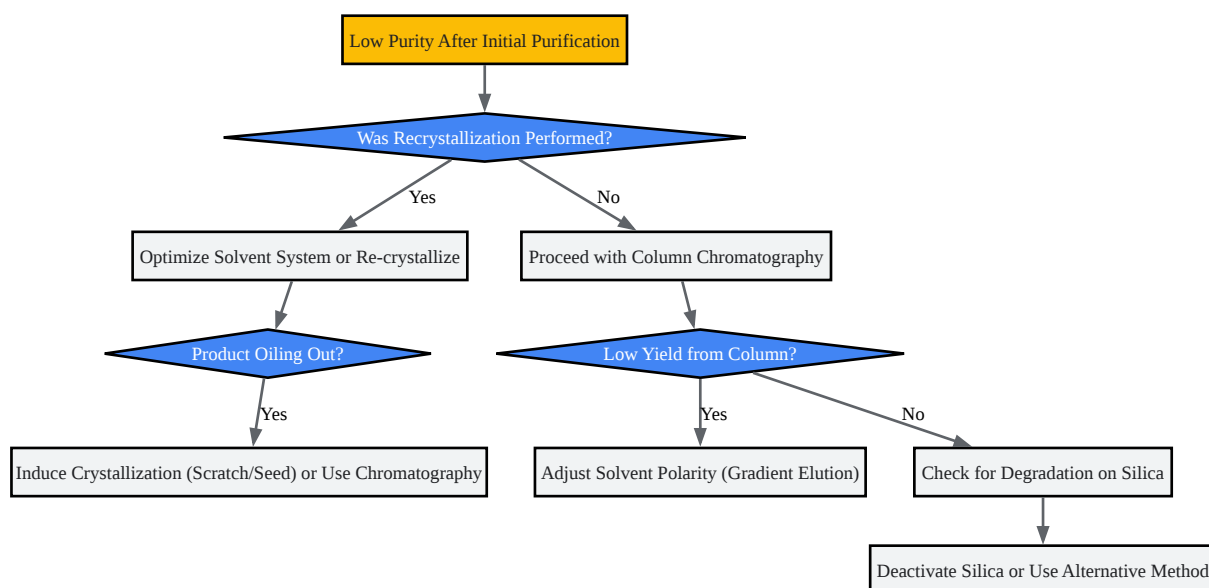 Low Purity After Initial Purification
Was Recrystallization Performed?
Yes
No
Optimize Solvent System or Re-crystallize
Proceed with Column Chromatography
Product Oiling Out?
Low Yield from Column?
Yes
Yes
No
Induce Crystallization (Scratch/Seed) or Use Chromatography
Adjust Solvent Polarity (Gradient Elution)
Check for Degradation on Silica
Deactivate Silica or Use Alternative Method